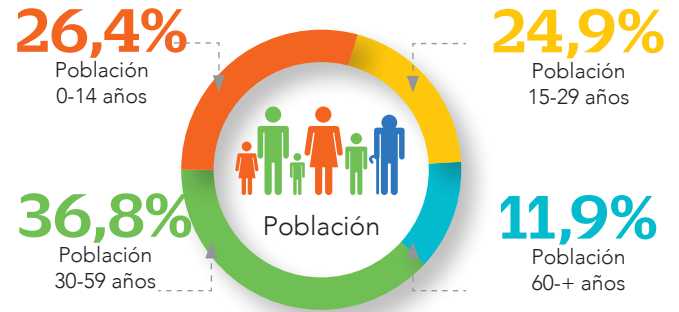 26,4%
Población
0-14 años
24,9%
Población
15-29 años
Población
36,8%
Población
30-59 años
11,9%
Población
60-+ años